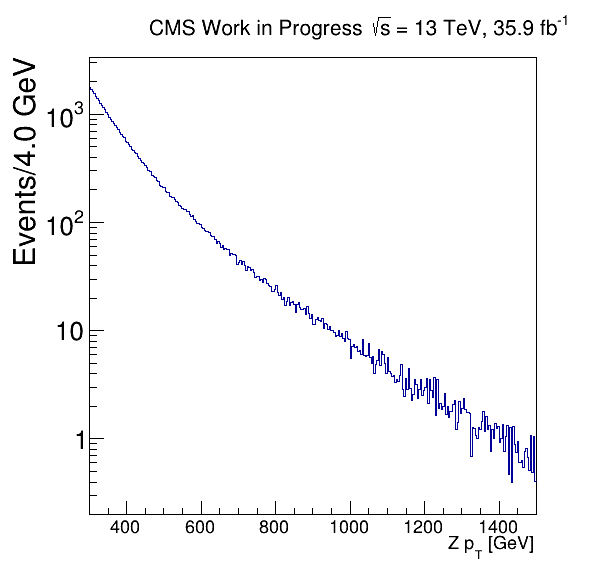 CMS Work in Progress √s = 13 TeV, 35.9 fb⁻¹
Events/4.0 GeV
10³
10²
10
1
400 600 800 1000 1200 1400
Z p_T [GeV]